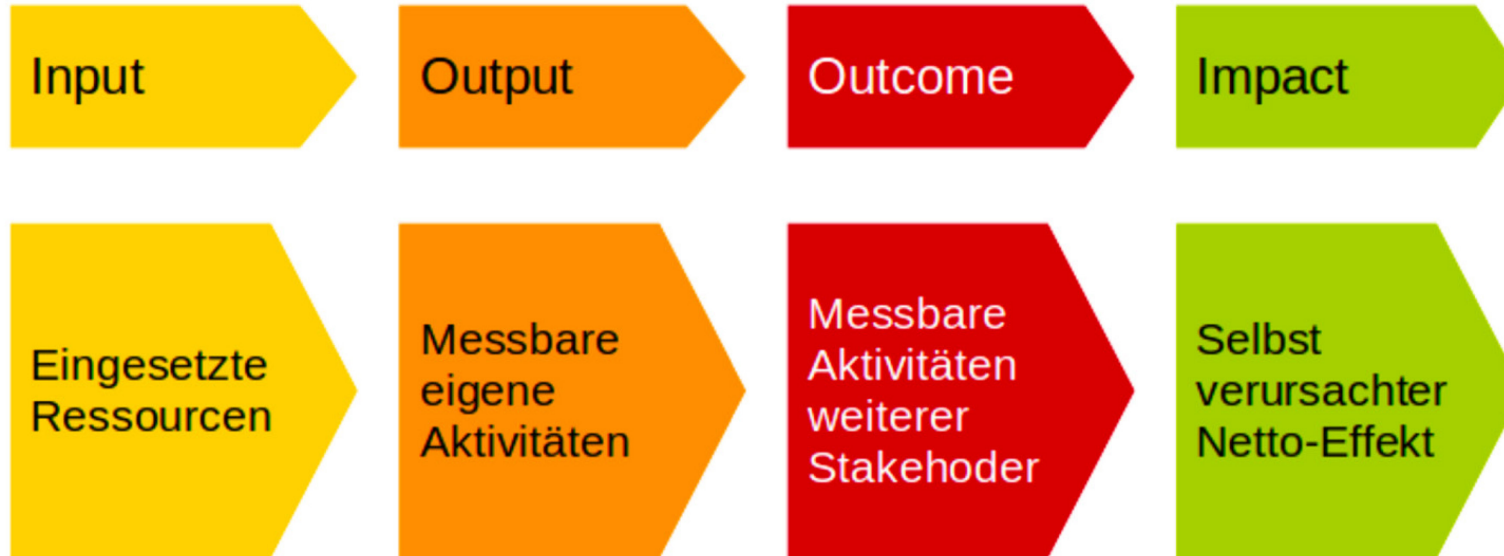 Input
Output
Outcome
Impact
Eingesetzte
Ressourcen
Messbare
eigene
Aktivitäten
Messbare
Aktivitäten
weiterer
Stakehoder
Selbst
verursachter
Netto-Effekt